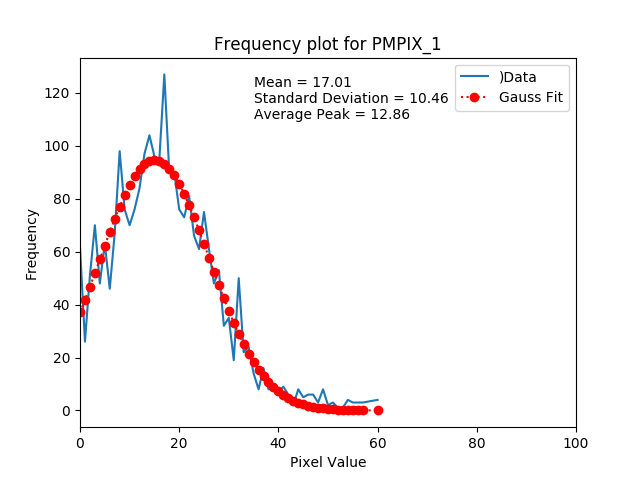 Frequency plot for PMPIX_1
Mean = 17.01
Standard Deviation = 10.46
Average Peak = 12.86
)Data
Gauss Fit
Frequency
120
100
80
60
40
20
0
0 20 40 60 80 100
Pixel Value